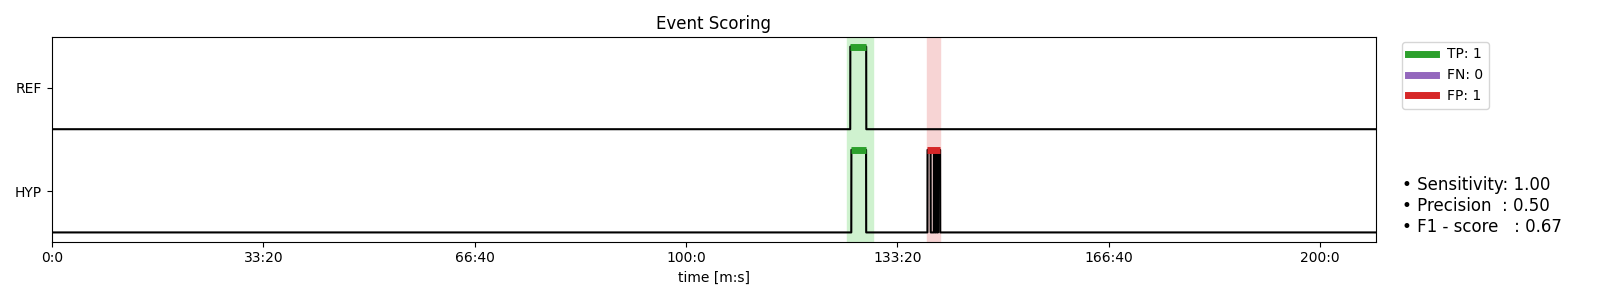 Event Scoring
REF
HYP
0:0
33:20
66:40
100:0
133:20
166:40
200:0
time [m:s]
TP: 1
FN: 0
FP: 1
• Sensitivity: 1.00
• Precision : 0.50
• F1 - score : 0.67